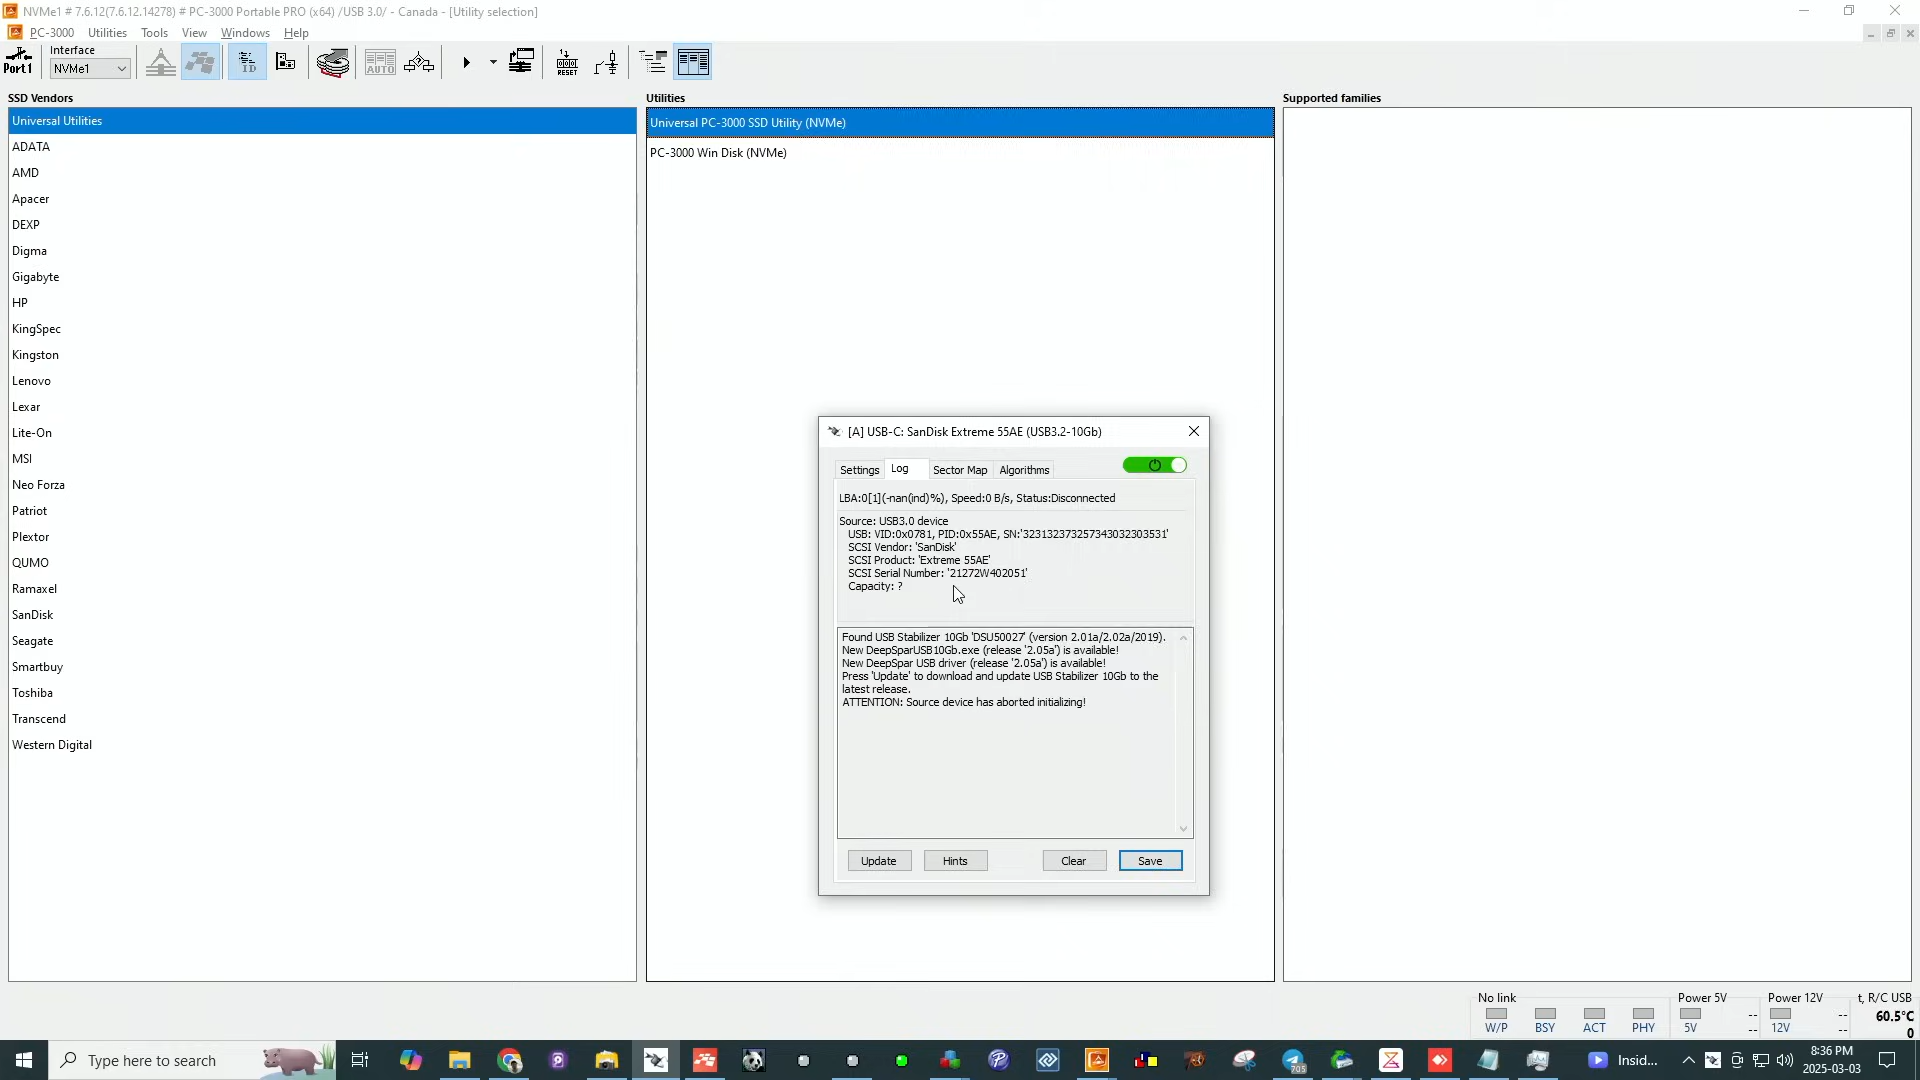 NVMe1 # 7.6.12(7.6.12.14278) # PC-3000 Portable PRO (x64) /USB 3.0/ - Canada - [Utility selection]
PC-3000 Utilities Tools View Windows Help
Port1
Interface
NVMe1
ID
AUTO
RESET
SSD Vendors
Universal Utilities
ADATA
AMD
Apacer
DEXP
Digma
Gigabyte
HP
KingSpec
Kingston
Lenovo
Lexar
Lite-On
MSI
Neo Forza
Patriot
Plextor
QUMO
Ramaxel
SanDisk
Seagate
Smartbuy
Toshiba
Transcend
Western Digital
Utilities
Universal PC-3000 SSD Utility (NVMe)
PC-3000 Win Disk (NVMe)
Supported families
[A] USB-C: SanDisk Extreme 55AE (USB3.2-10Gb)
Settings Log Sector Map Algorithms
LBA:0[1](-nan(ind)%), Speed:0 B/s, Status:Disconnected
Source: USB3.0 device
USB: VID:0x0781, PID:0x55AE, SN:'323132373257343032303531'
SCSI Vendor: 'SanDisk'
SCSI Product: 'Extreme 55AE'
SCSI Serial Number: '21272W402051'
Capacity: ?
Found USB Stabilizer 10Gb 'DSU50027' (version 2.01a/2.02a/2019).
New DeepSparUSB10Gb.exe (release '2.05a') is available!
New DeepSpar USB driver (release '2.05a') is available!
Press 'Update' to download and update USB Stabilizer 10Gb to the
latest release.
ATTENTION: Source device has aborted initializing!
Update Hints Clear Save
No link
W/P BSY ACT PHY
Power 5V
5V --
--
Power 12V
12V --
--
t, R/C USB
60.5°C
0
Type here to search
705
Insid...
8:36 PM
2025-03-03